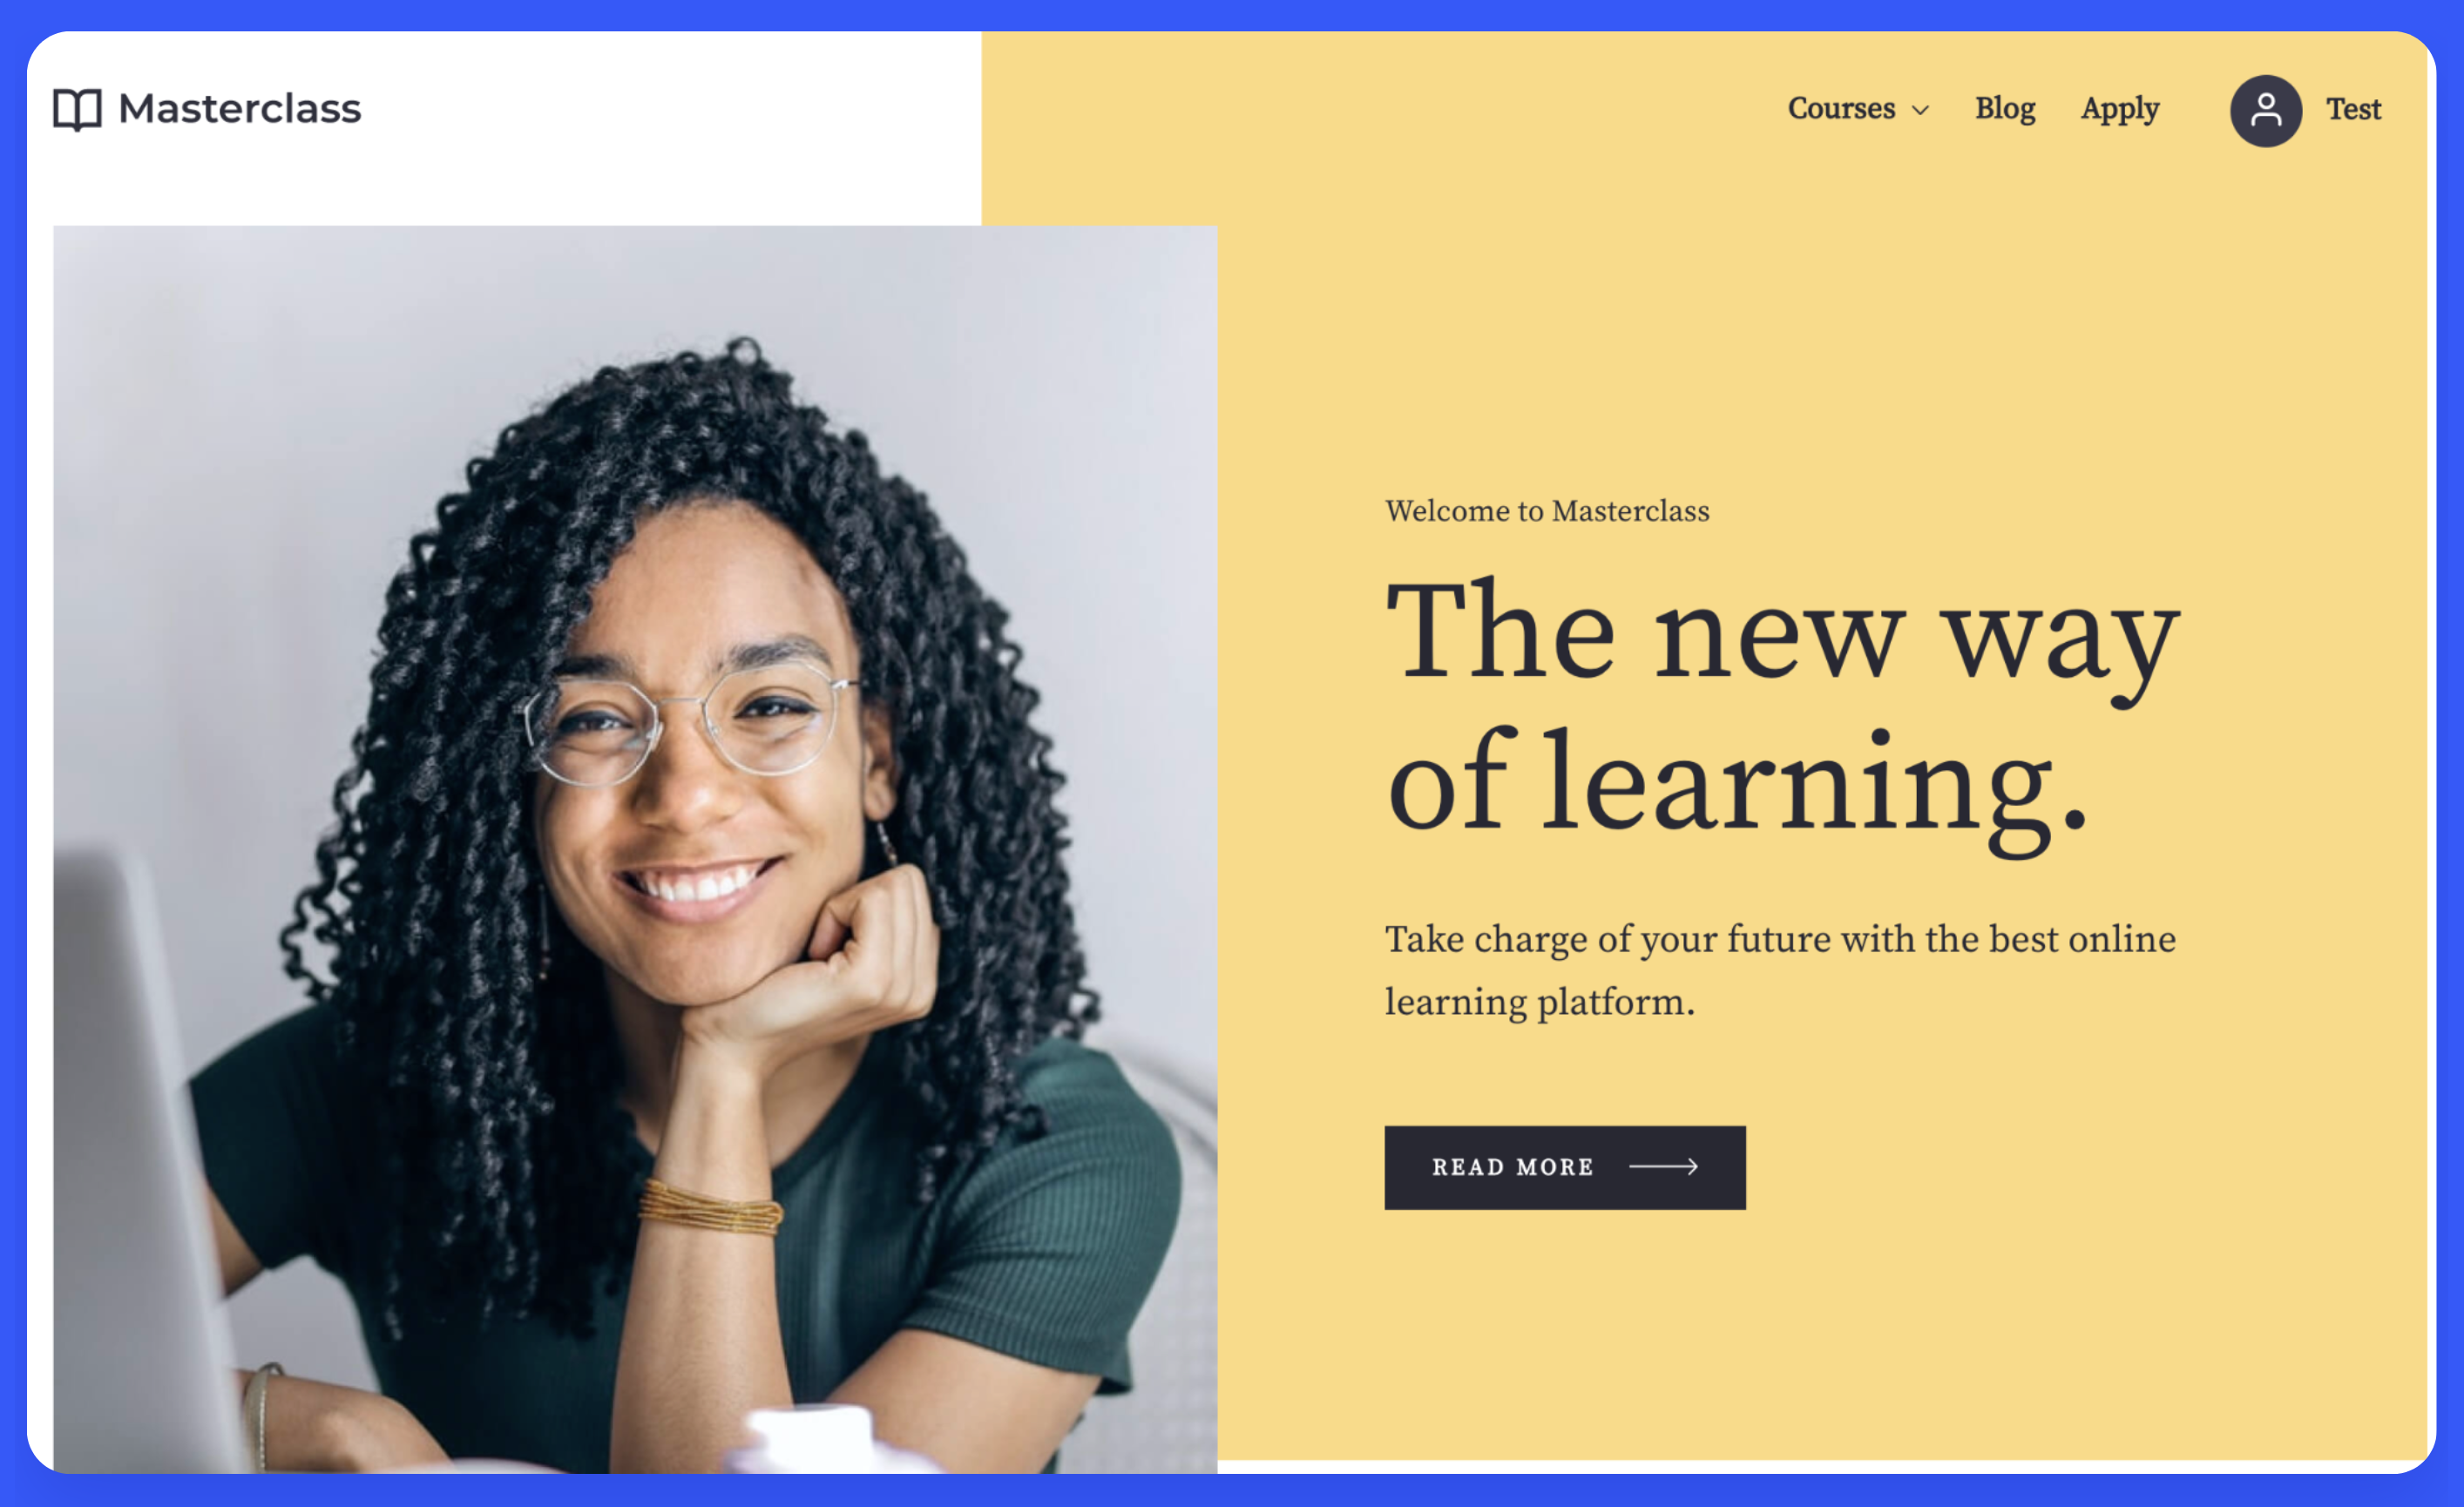 Masterclass
Courses Blog Apply Test
Welcome to Masterclass
The new way
of learning.
Take charge of your future with the best online
learning platform.
READ MORE